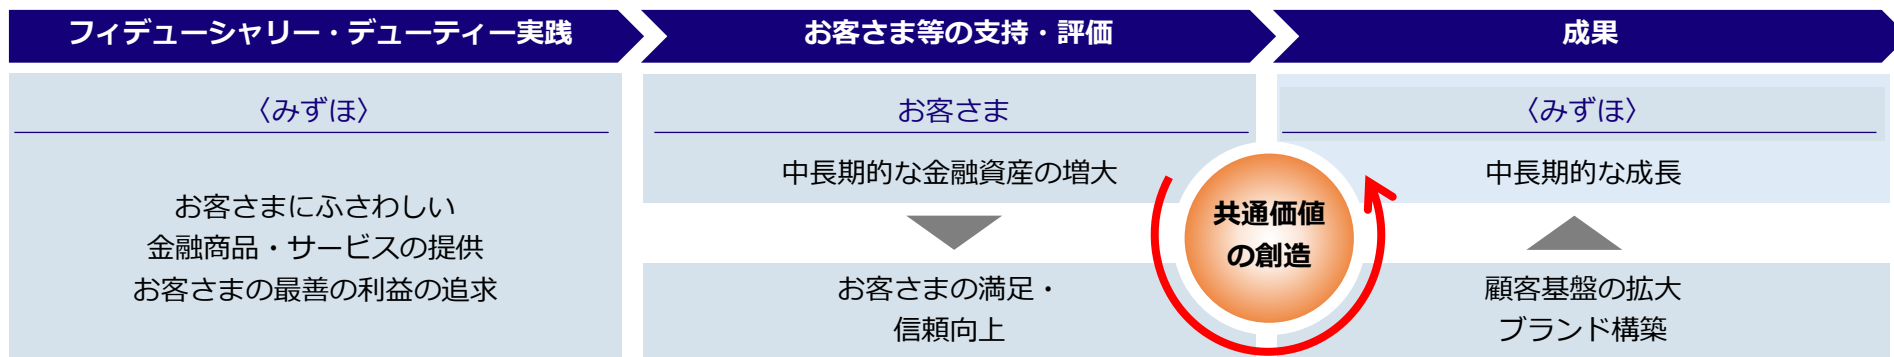 フィデューシャリー・デューティー実践
お客さま等の支持・評価
成果
〈みずほ〉
お客さまにふさわしい
金融商品・サービスの提供
お客さまの最善の利益の追求
お客さま
中長期的な金融資産の増大
お客さまの満足・
信頼向上
共通価値
の創造
〈みずほ〉
中長期的な成長
顧客基盤の拡大
ブランド構築